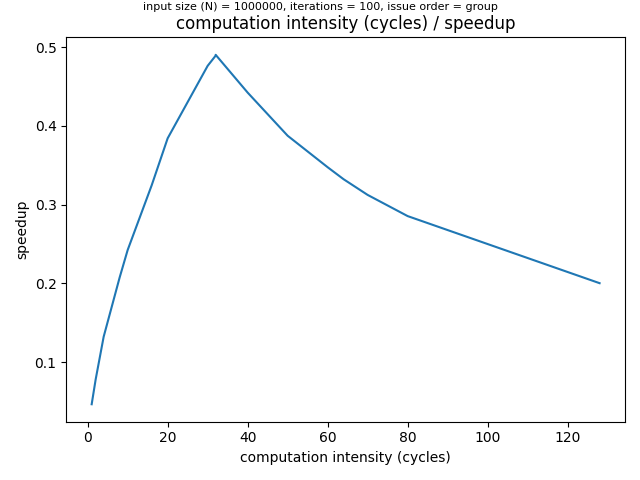 input size (N) = 1000000, iterations = 100, issue order = group
computation intensity (cycles) / speedup
0.5
0.4
0.3
0.2
0.1
speedup
0 20 40 60 80 100 120
computation intensity (cycles)